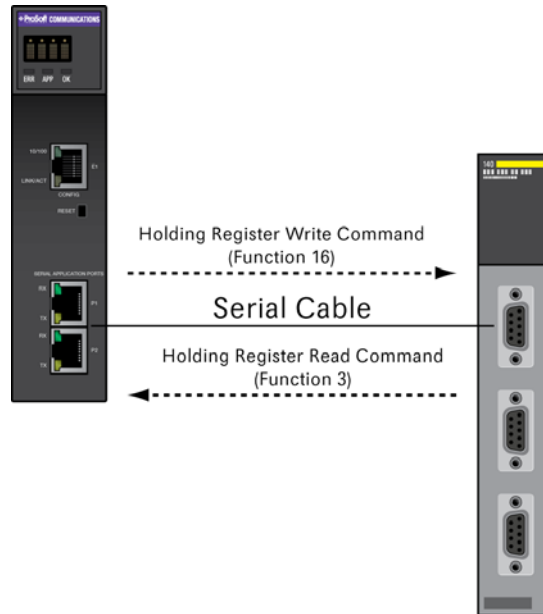 ProSoft COMMUNICATIONS
ERR APP OK
10/100
E1
LINK/ACT
CONFIG
RESET
SERIAL APPLICATION PORTS
RX
P1
TX
RX
P2
TX
Holding Register Write Command
(Function 16)
Serial Cable
Holding Register Read Command
(Function 3)
140